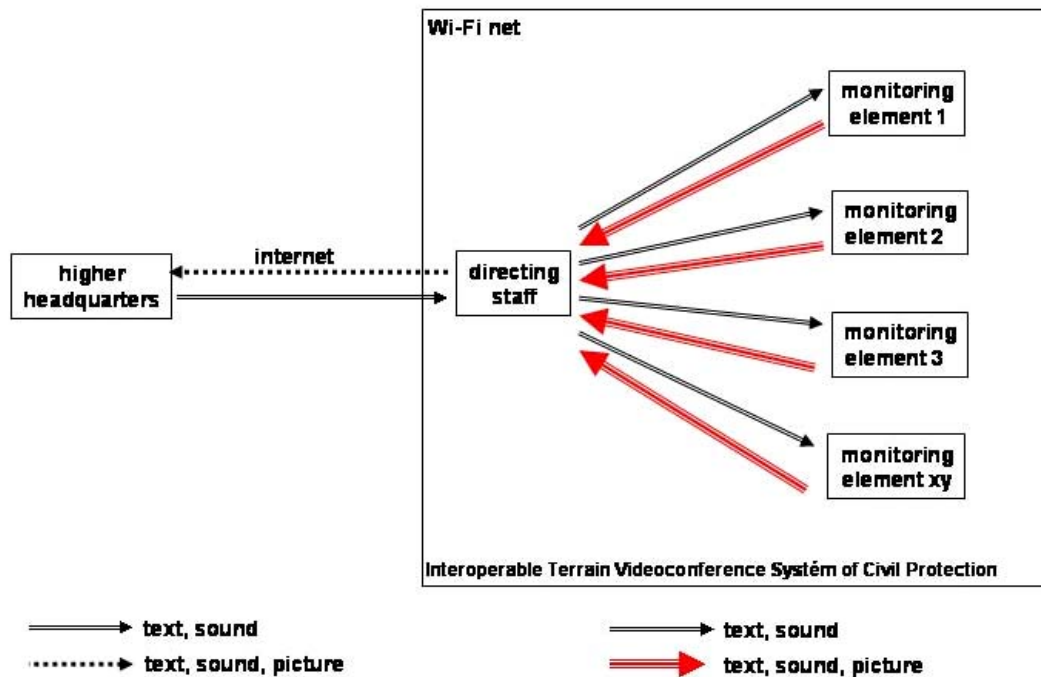 Wi-Fi net
monitoring
element 1
monitoring
element 2
internet
higher
headquarters
directing
staff
monitoring
element 3
monitoring
element xy
Interoperable Terrain Videoconference Systém of Civil Protection
text, sound
text, sound
text, sound, picture
text, sound, picture